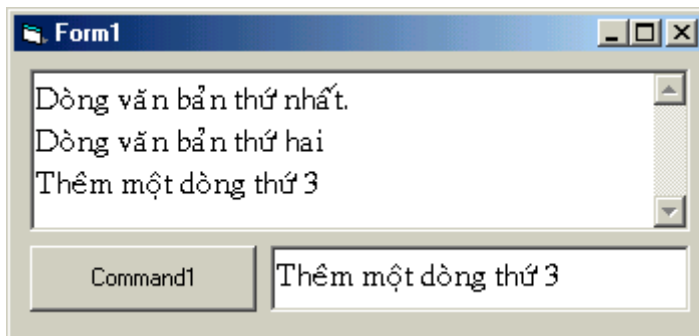 Form1
Dòng văn bản thứ nhất.
Dòng văn bản thứ hai
Thêm một dòng thứ 3
Command1
Thêm một dòng thứ 3